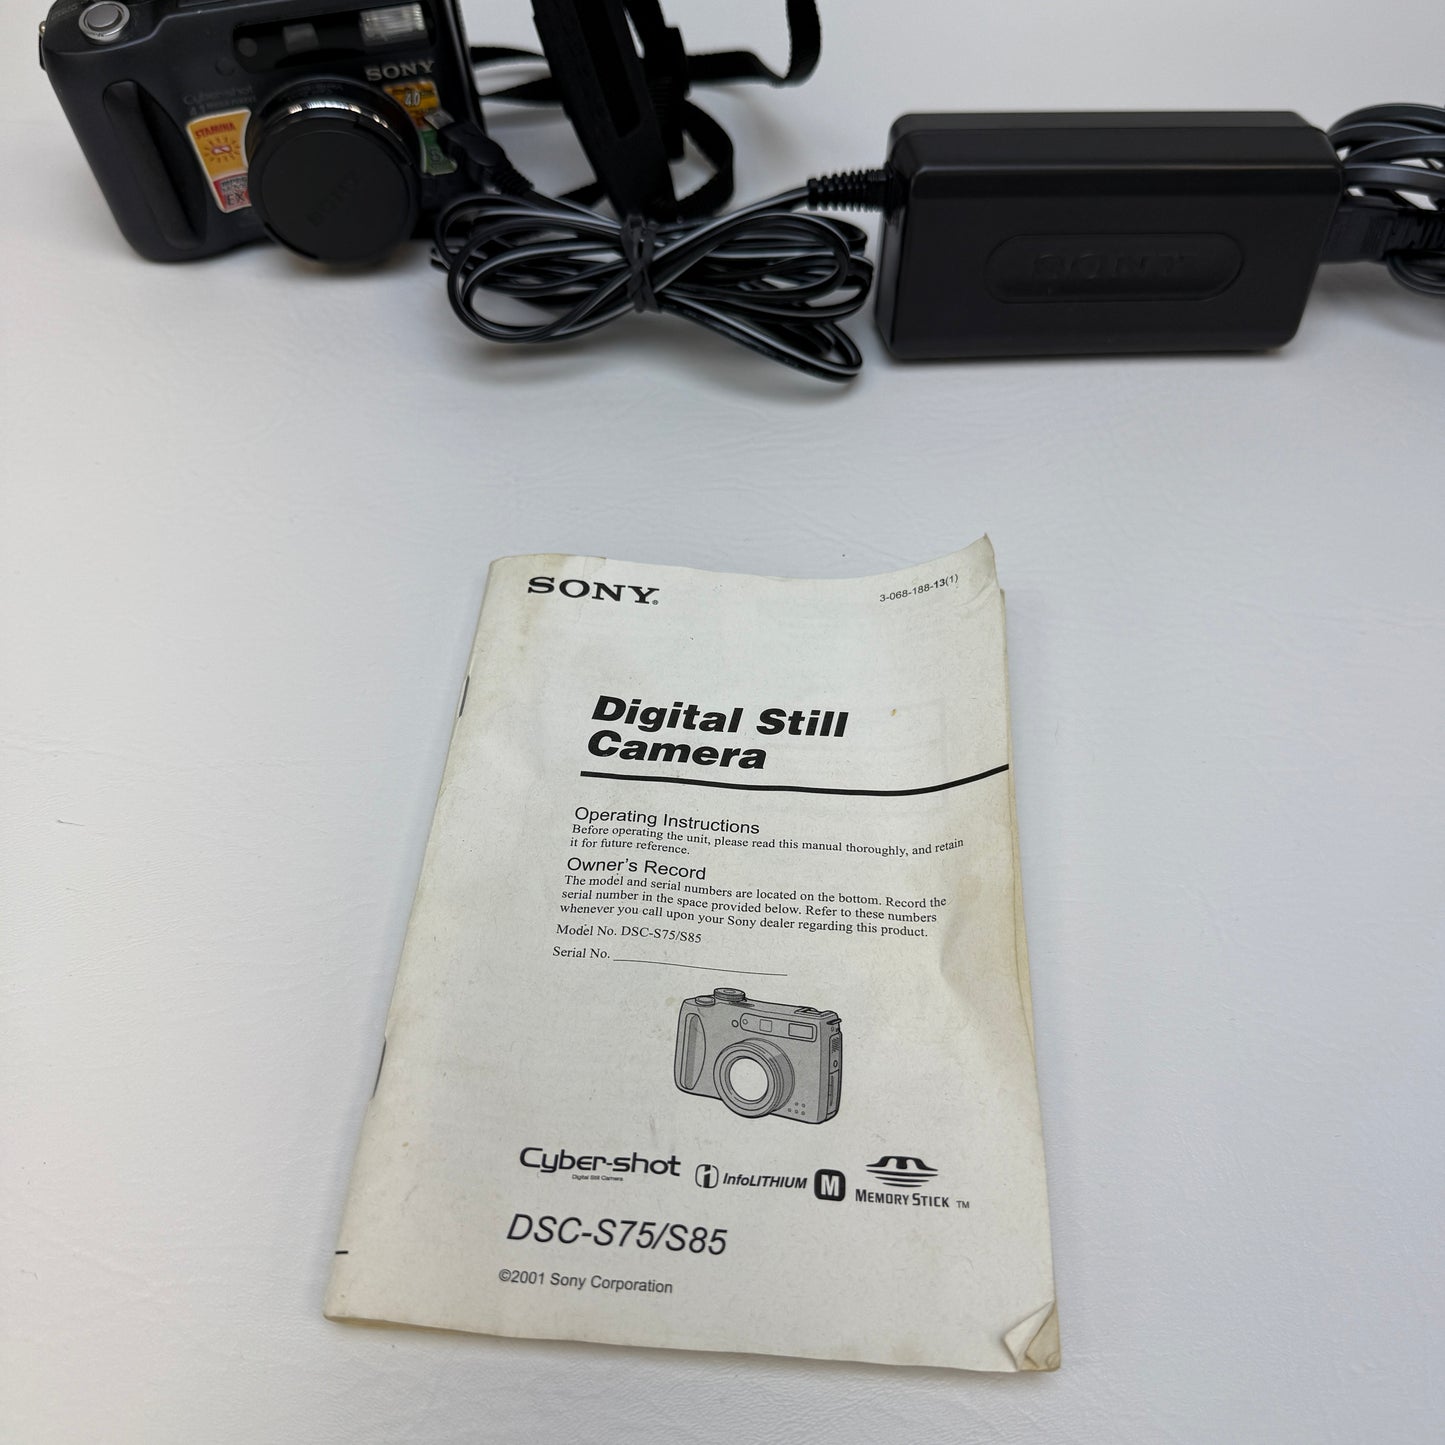 SONY
Cyber-shot
STAMINA
EX
4.0
SONY
SONY
SONY®
3-068-188-13(1)
Digital Still
Camera
Operating Instructions
Before operating the unit, please read this manual thoroughly, and retain
it for future reference.
Owner's Record
The model and serial numbers are located on the bottom. Record the
serial number in the space provided below. Refer to these numbers
whenever you call upon your Sony dealer regarding this product.
Model No. DSC-S75/S85
Serial No.
Cyber-shot
Digital Still Camera
InfoLITHIUM M
MEMORY STICK TM
DSC-S75/S85
©2001 Sony Corporation